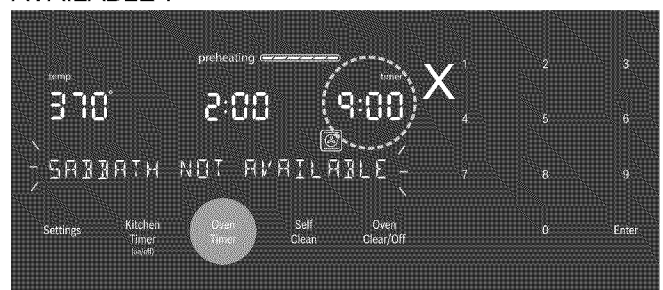 preheating
temp
timer
370°
2:00
9:00
X
SABBATH NOT AVAILABLE
Settings
Kitchen
Timer
(on/off)
Oven
Timer
Self
Clean
Oven
Clear/Off
1
2
3
4
5
6
7
8
9
0
Enter